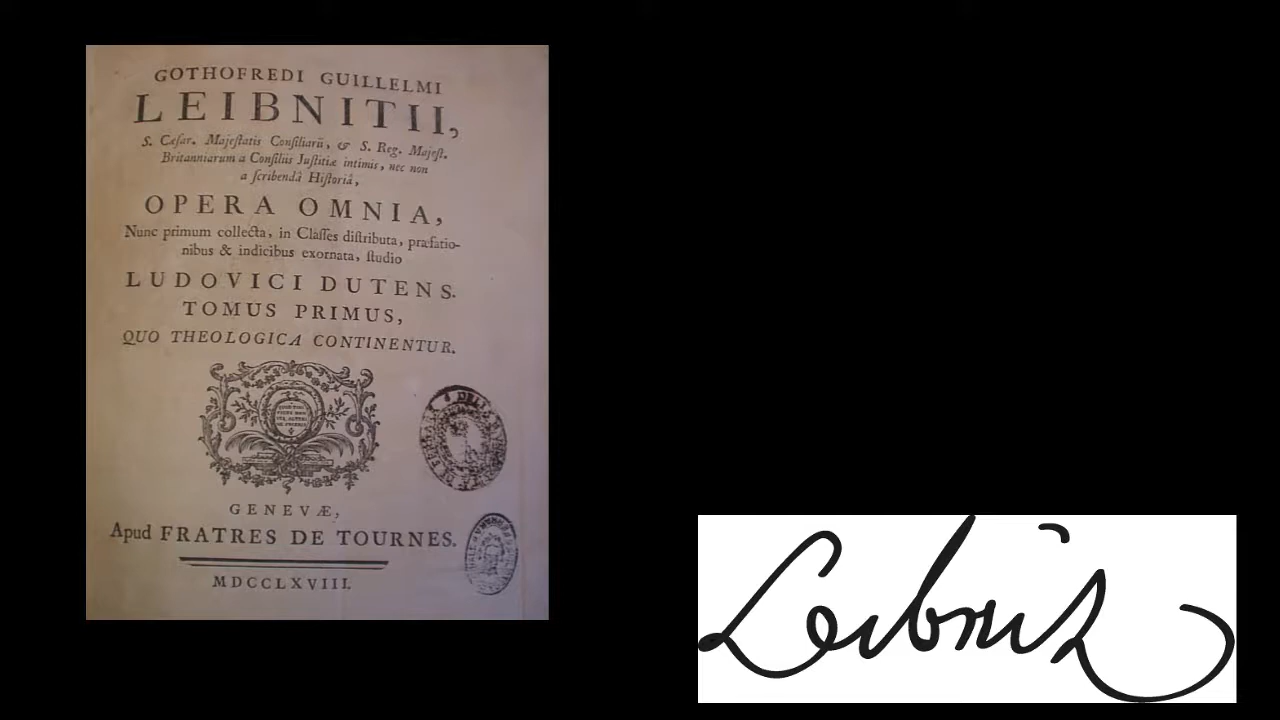 GOTHOFREDI GUILLELMI
LEIBNITII,
S. Cæſar. Majeſtatis Conſiliarii, & S. Reg. Majeſt.
Britanniarum a Conſiliis Juſtitiæ intimis, nec non
a ſcribendâ Hiſtoriâ,
OPERA OMNIA,
Nunc primum collecta, in Claſſes diſtributa, præfatio-
nibus & indicibus exornata, ſtudio
LUDOVICI DUTENS.
TOMUS PRIMUS,
QUO THEOLOGICA CONTINENTUR.
GENEVÆ,
Apud FRATRES DE TOURNES.
MDCCLXVIII.
Leibniz